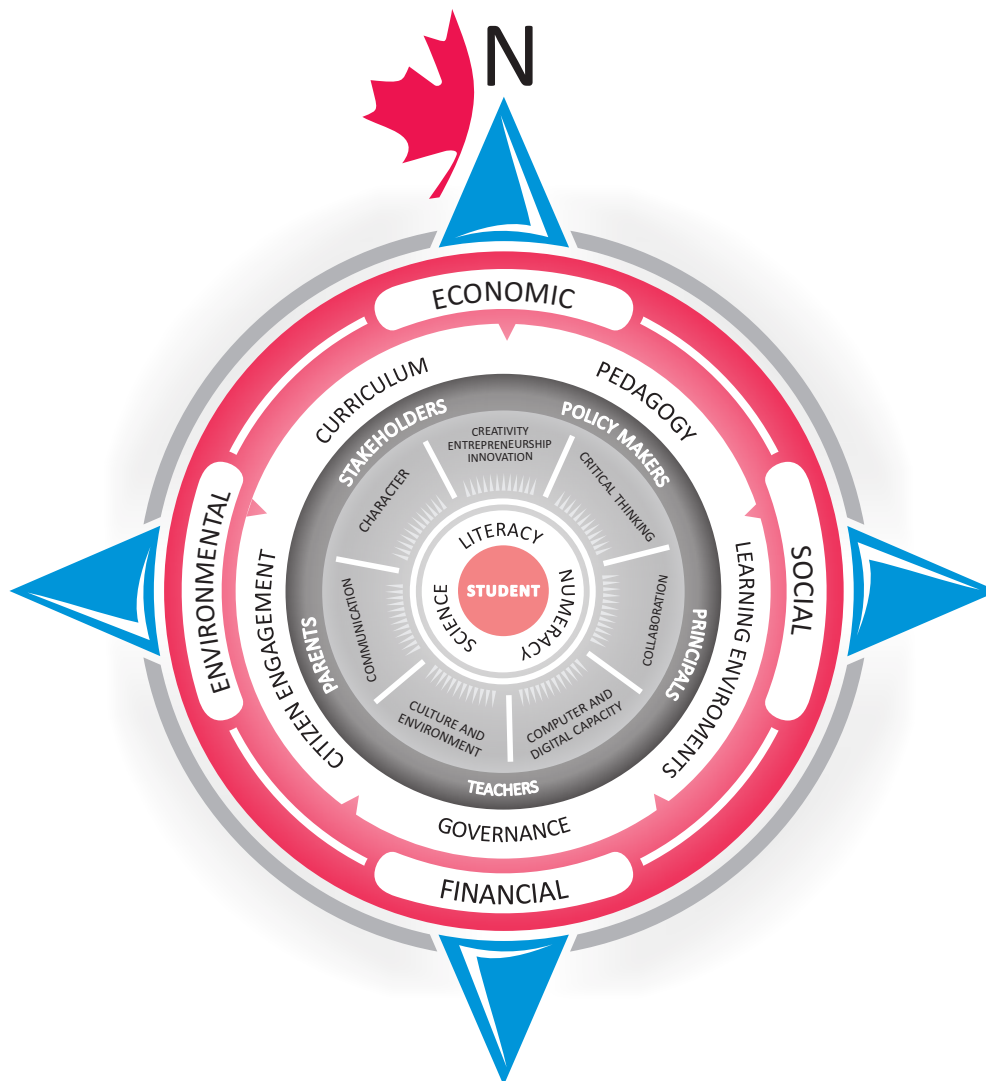 N
ECONOMIC
SOCIAL
FINANCIAL
ENVIRONMENTAL
CURRICULUM
PEDAGOGY
LEARNING ENVIROMENTS
GOVERNANCE
CITIZEN ENGAGEMENT
STAKEHOLDERS
POLICY MAKERS
PRINCIPALS
TEACHERS
PARENTS
CREATIVITY
ENTREPRENEURSHIP
INNOVATION
CRITICAL THINKING
COLLABORATION
COMPUTER AND
DIGITAL CAPACITY
CULTURE AND
ENVIRONMENT
COMMUNICATION
CHARACTER
LITERACY
NUMERACY
SCIENCE
STUDENT